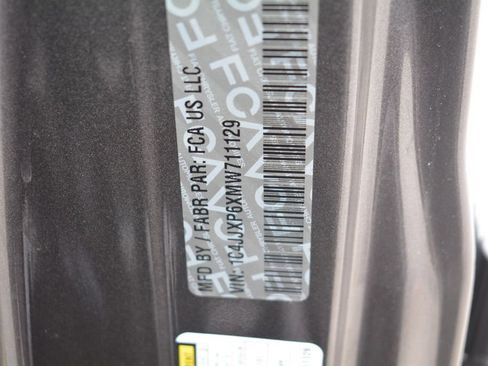 MFD BY / FABR PAR: FCA US LLC
VIN: 1C4JJXP6XMW711129